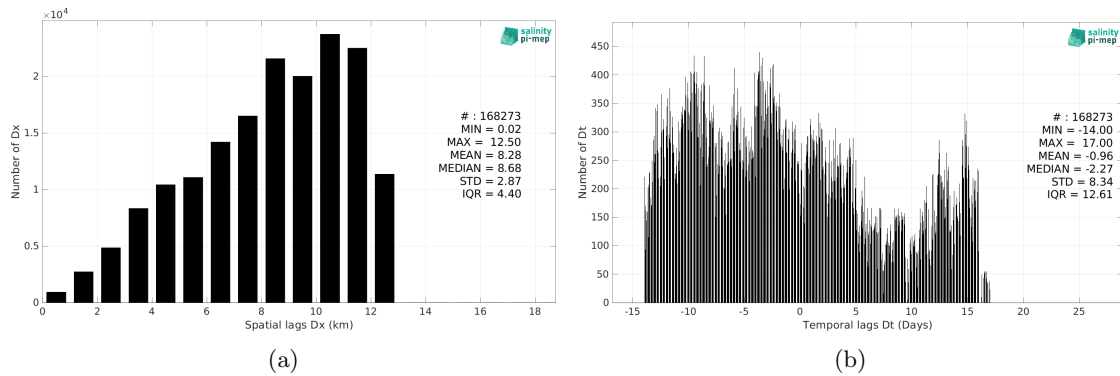 ×10⁴
Number of Dx
2
1.5
1
0.5
0
salinity
pi-mep
# : 168273
MIN = 0.02
MAX = 12.50
MEAN = 8.28
MEDIAN = 8.68
STD = 2.87
IQR = 4.40
0 2 4 6 8 10 12 14 16 18
Spatial lags Dx (km)
(a)
Number of Dt
450
400
350
300
250
200
150
100
50
0
salinity
pi-mep
# : 168273
MIN = -14.00
MAX = 17.00
MEAN = -0.96
MEDIAN = -2.27
STD = 8.34
IQR = 12.61
-15 -10 -5 0 5 10 15 20 25
Temporal lags Dt (Days)
(b)